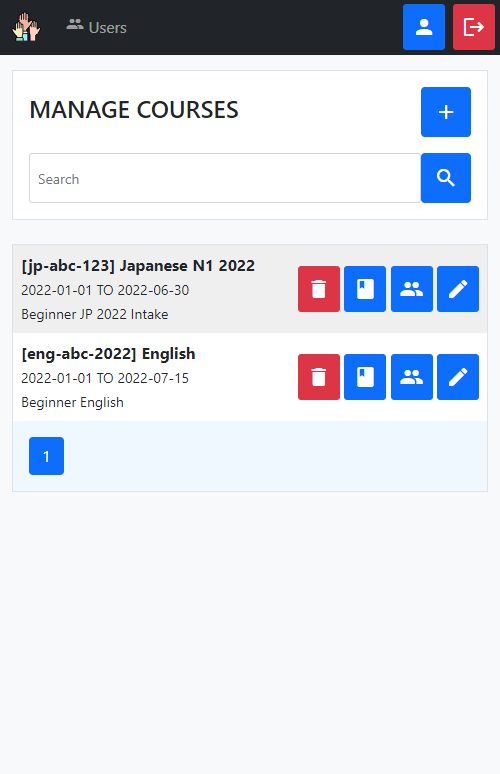 Users
MANAGE COURSES
Search
[jp-abc-123] Japanese N1 2022
2022-01-01 TO 2022-06-30
Beginner JP 2022 Intake
[eng-abc-2022] English
2022-01-01 TO 2022-07-15
Beginner English
1